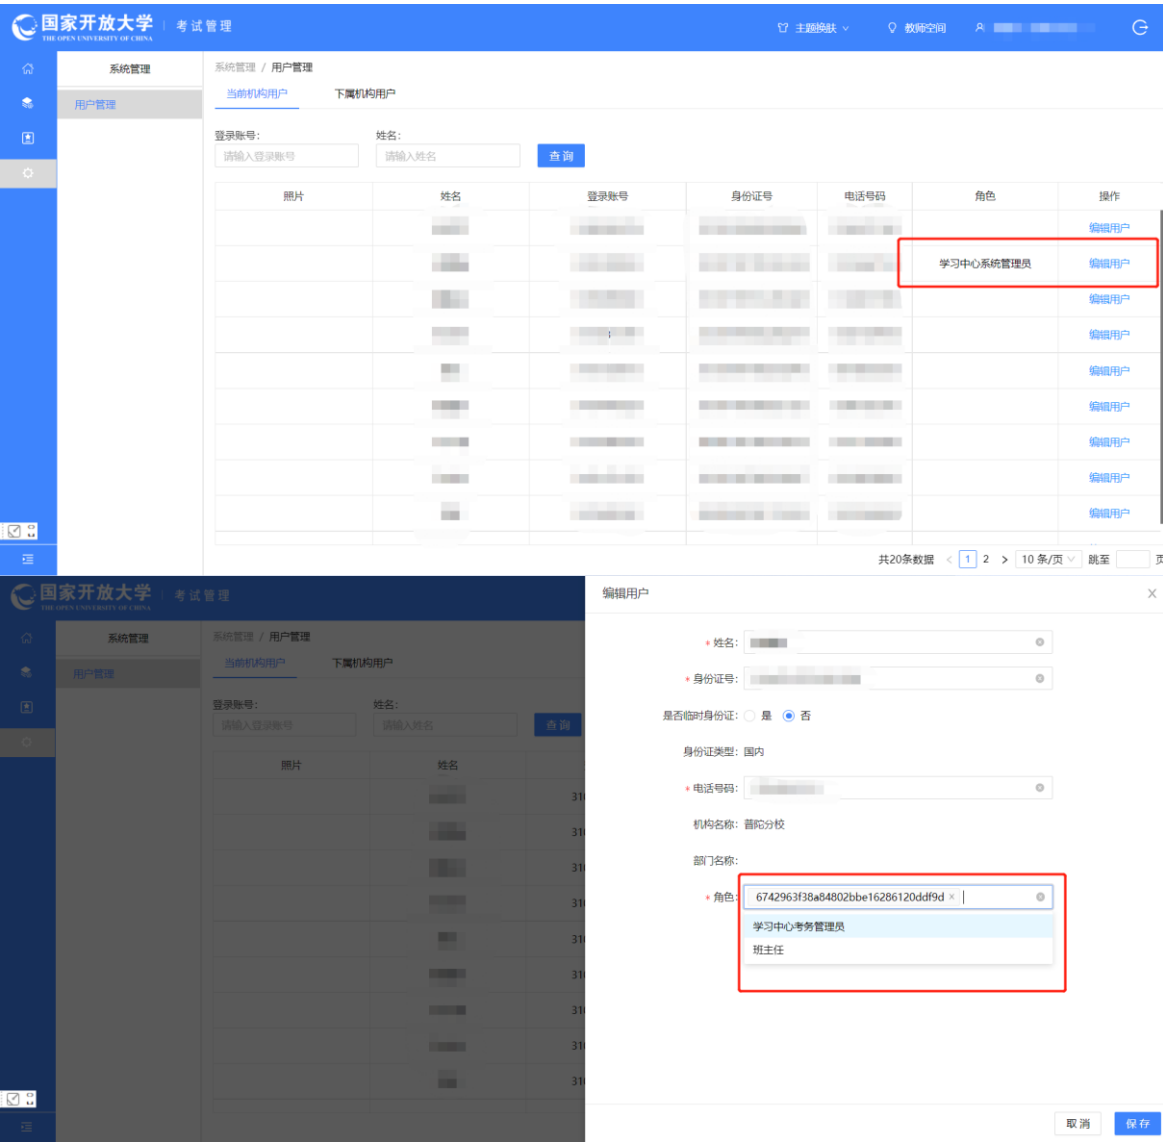 国家开放大学
THE OPEN UNIVERSITY OF CHINA
考试管理
主题换肤
教师空间
系统管理
用户管理
系统管理 / 用户管理
当前机构用户 下属机构用户
登录账号: 姓名:
请输入登录账号 请输入姓名 查询
照片 姓名 登录账号 身份证号 电话号码 角色 操作
编辑用户
学习中心系统管理员 编辑用户
编辑用户
编辑用户
编辑用户
编辑用户
编辑用户
编辑用户
编辑用户
共20条数据 < 1 2 > 10 条/页 跳至 页
国家开放大学
THE OPEN UNIVERSITY OF CHINA
考试管理
系统管理
用户管理
系统管理 / 用户管理
当前机构用户 下属机构用户
登录账号: 姓名:
请输入登录账号 请输入姓名 查询
照片 姓名
编辑用户
* 姓名:
* 身份证号:
是否临时身份证: 是 否
身份证类型: 国内
* 电话号码:
机构名称: 普陀分校
部门名称:
* 角色: 6742963f38a84802bbe16286120ddf9d ×
学习中心考务管理员
班主任
取消 保存